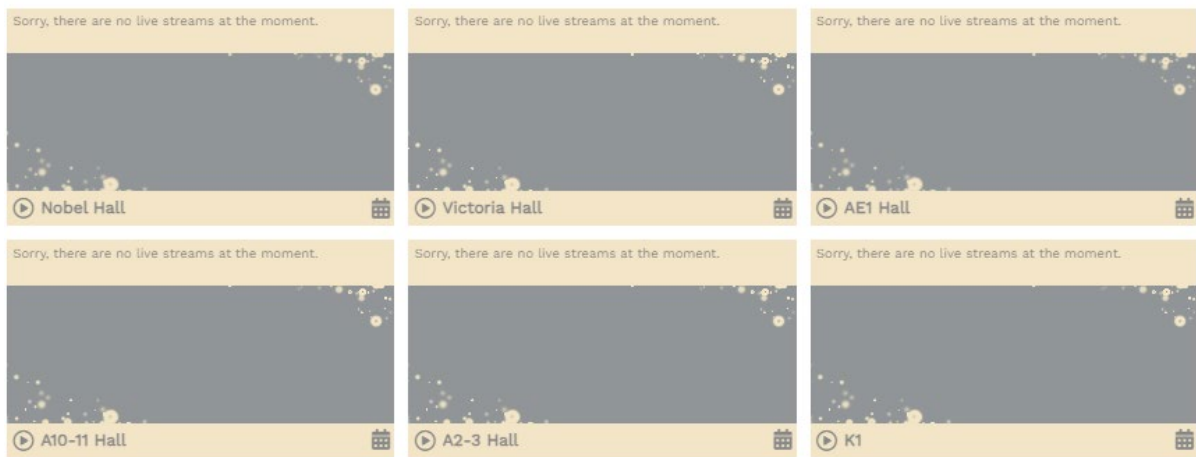 Sorry, there are no live streams at the moment.
Sorry, there are no live streams at the moment.
Sorry, there are no live streams at the moment.
Nobel Hall
Victoria Hall
AE1 Hall
Sorry, there are no live streams at the moment.
Sorry, there are no live streams at the moment.
Sorry, there are no live streams at the moment.
A10-11 Hall
A2-3 Hall
K1